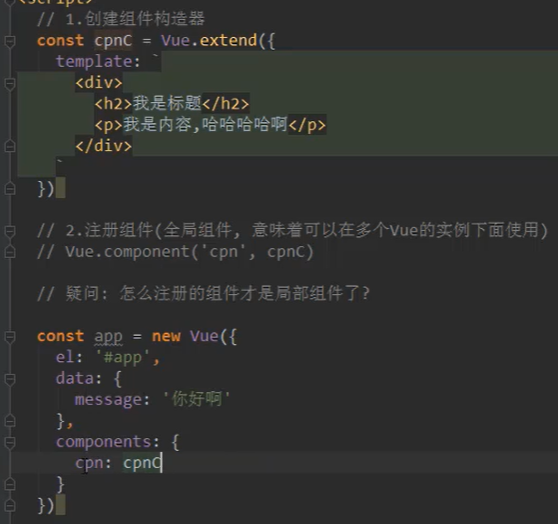 <script>
// 1.创建组件构造器
const cpnC = Vue.extend({
template: `
<div>
<h2>我是标题</h2>
<p>我是内容,哈哈哈哈啊</p>
</div>
`
})
// 2.注册组件(全局组件, 意味着可以在多个Vue的实例下面使用)
// Vue.component('cpn', cpnC)
// 疑问: 怎么注册的组件才是局部组件了?
const app = new Vue({
el: '#app',
data: {
message: '你好啊'
},
components: {
cpn: cpnC
}
})